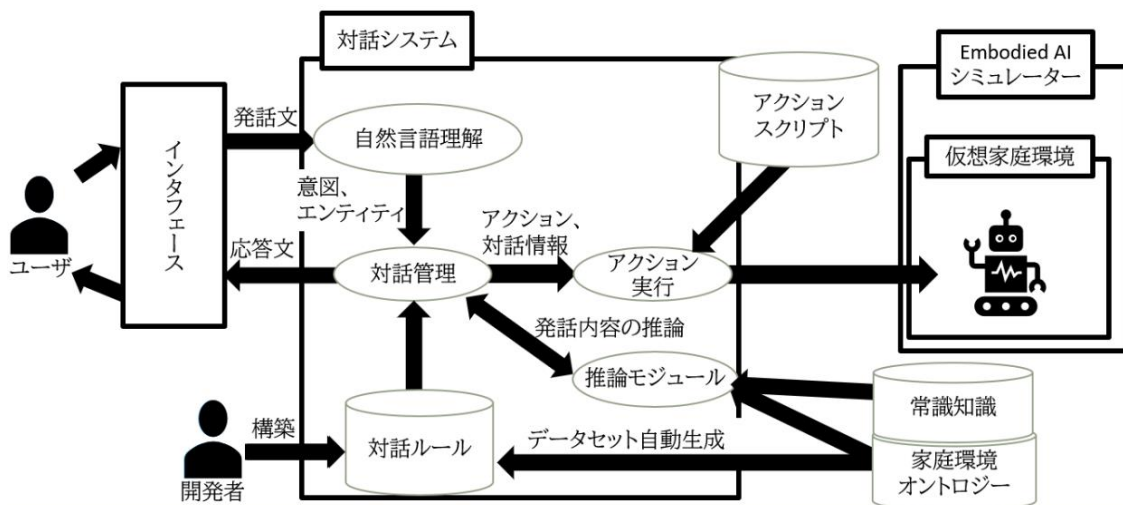 対話システム
Embodied AI
シミュレーター
アクション
スクリプト
発話文
自然言語理解
インタフェース
仮想家庭環境
意図、
エンティティ
アクション、
対話情報
ユーザ
応答文
対話管理
アクション
実行
発話内容の推論
推論モジュール
常識知識
構築
対話ルール
データセット自動生成
家庭環境
オントロジー
開発者